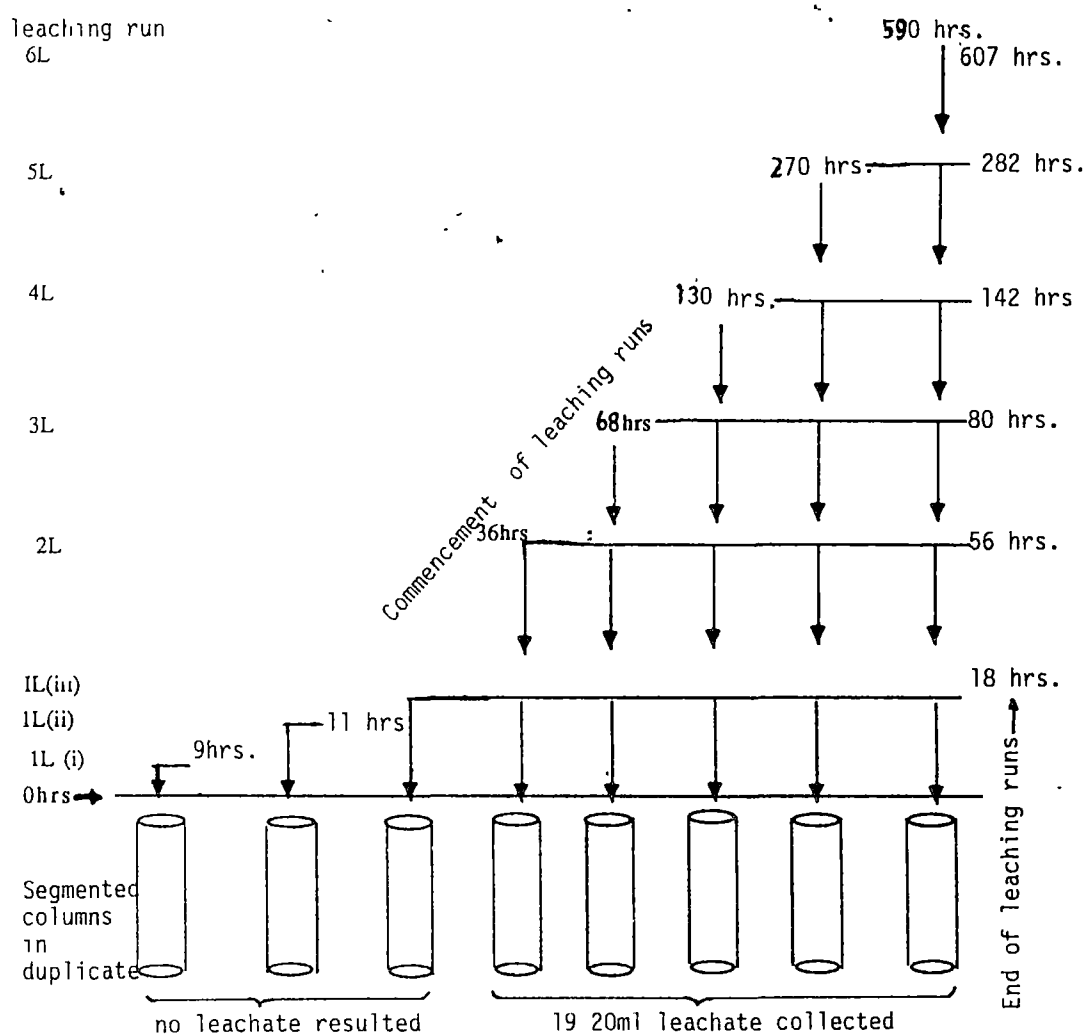 leaching run
590 hrs.
6L
607 hrs.
5L
270 hrs.
282 hrs.
4L
130 hrs.
142 hrs
Commencement of leaching runs
3L
68hrs
80 hrs.
2L
36hrs
56 hrs.
IL(iii)
18 hrs.
1L(ii)
11 hrs
1L (i)
9hrs.
0hrs
End of leaching runs
Segmented
columns
in
duplicate
no leachate resulted
19 20ml leachate collected